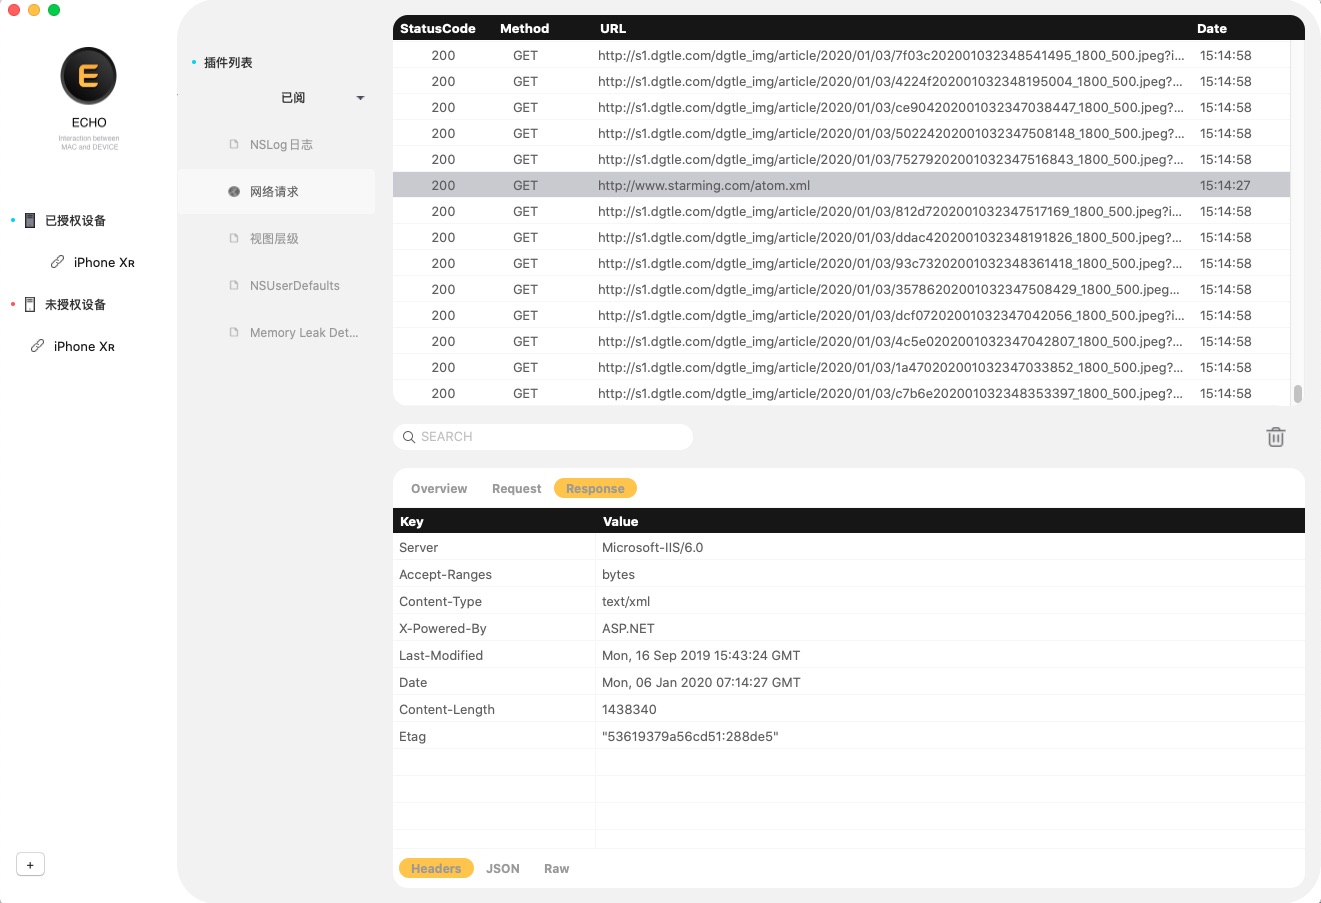 E
ECHO
Interaction between
MAC and DEVICE
已授权设备
iPhone Xʀ
未授权设备
iPhone Xʀ
+
插件列表
已阅
NSLog日志
网络请求
视图层级
NSUserDefaults
Memory Leak Det...
StatusCode Method URL Date
200 GET http://s1.dgtle.com/dgtle_img/article/2020/01/03/7f03c202001032348541495_1800_500.jpeg?i... 15:14:58
200 GET http://s1.dgtle.com/dgtle_img/article/2020/01/03/4224f202001032348195004_1800_500.jpeg?... 15:14:58
200 GET http://s1.dgtle.com/dgtle_img/article/2020/01/03/ce904202001032347038447_1800_500.jpeg?... 15:14:58
200 GET http://s1.dgtle.com/dgtle_img/article/2020/01/03/50224202001032347508148_1800_500.jpeg?... 15:14:58
200 GET http://s1.dgtle.com/dgtle_img/article/2020/01/03/75279202001032347516843_1800_500.jpeg?... 15:14:58
200 GET http://www.starming.com/atom.xml 15:14:27
200 GET http://s1.dgtle.com/dgtle_img/article/2020/01/03/812d7202001032347517169_1800_500.jpeg?i... 15:14:58
200 GET http://s1.dgtle.com/dgtle_img/article/2020/01/03/ddac4202001032348191826_1800_500.jpeg?... 15:14:58
200 GET http://s1.dgtle.com/dgtle_img/article/2020/01/03/93c73202001032348361418_1800_500.jpeg?... 15:14:58
200 GET http://s1.dgtle.com/dgtle_img/article/2020/01/03/35786202001032347508429_1800_500.jpeg... 15:14:58
200 GET http://s1.dgtle.com/dgtle_img/article/2020/01/03/dcf07202001032347042056_1800_500.jpeg?i... 15:14:58
200 GET http://s1.dgtle.com/dgtle_img/article/2020/01/03/4c5e0202001032347042807_1800_500.jpeg?... 15:14:58
200 GET http://s1.dgtle.com/dgtle_img/article/2020/01/03/1a470202001032347033852_1800_500.jpeg?... 15:14:58
200 GET http://s1.dgtle.com/dgtle_img/article/2020/01/03/c7b6e202001032348353397_1800_500.jpeg?... 15:14:58
SEARCH
Overview Request Response
Key Value
Server Microsoft-IIS/6.0
Accept-Ranges bytes
Content-Type text/xml
X-Powered-By ASP.NET
Last-Modified Mon, 16 Sep 2019 15:43:24 GMT
Date Mon, 06 Jan 2020 07:14:27 GMT
Content-Length 1438340
Etag "53619379a56cd51:288de5"
Headers JSON Raw